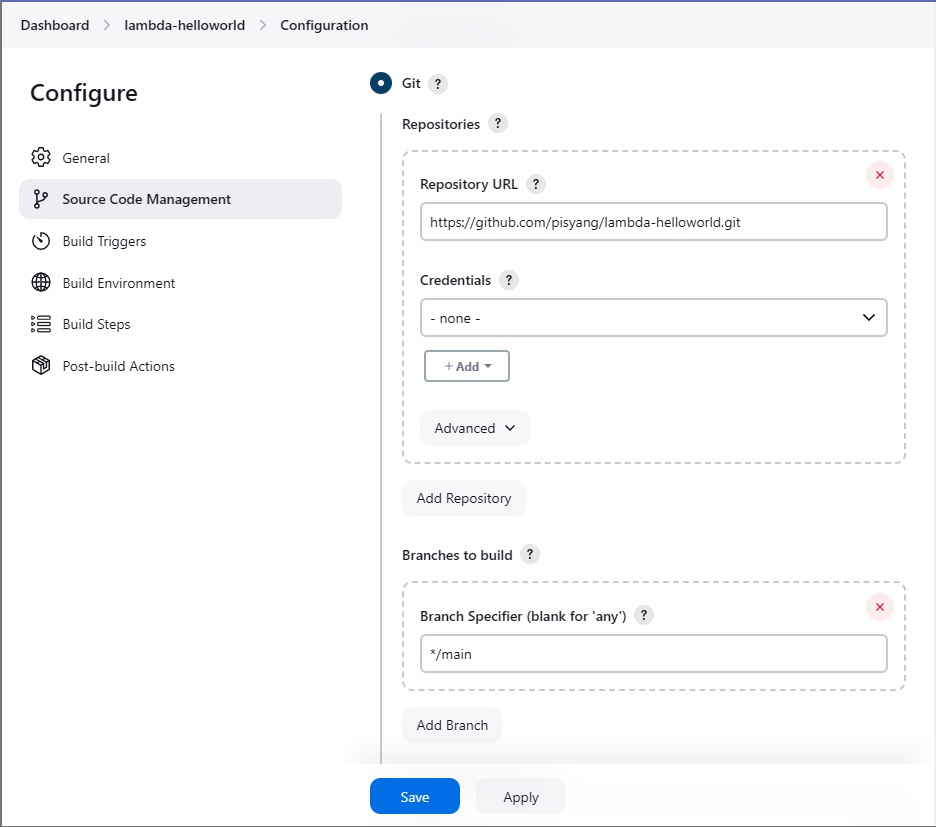 Dashboard > lambda-helloworld > Configuration
Configure
General
Source Code Management
Build Triggers
Build Environment
Build Steps
Post-build Actions
Git ?
Repositories ?
Repository URL ?
https://github.com/pisyang/lambda-helloworld.git
Credentials ?
- none -
+ Add
Advanced
Add Repository
Branches to build ?
Branch Specifier (blank for 'any') ?
*/main
Add Branch
Save
Apply